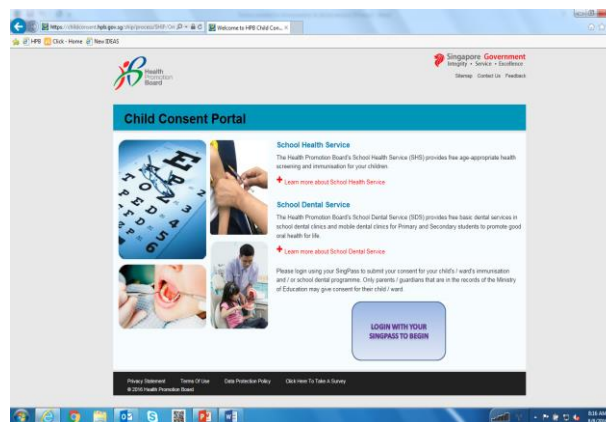 Welcome to HPB Child Con...
HPB
Click - Home
New IDEAS
Health
Promotion
Board
Singapore Government
Integrity • Service • Excellence
Sitemap Contact Us Feedback
Child Consent Portal
School Health Service
The Health Promotion Board's School Health Service (SHS) provides free age-appropriate health
screening and immunisation for your children.
Learn more about School Health Service
School Dental Service
The Health Promotion Board's School Dental Service (SDS) provides free basic dental services in
school dental clinics and mobile dental clinics for Primary and Secondary students to promote good
oral health for life.
Learn more about School Dental Service
Please login using your SingPass to submit your consent for your child's / ward's immunisation
and / or school dental programme. Only parents / guardians that are in the records of the Ministry
of Education may give consent for their child / ward.
LOGIN WITH YOUR
SINGPASS TO BEGIN
Privacy Statement Terms Of Use Data Protection Policy Click Here To Take A Survey
© 2016 Health Promotion Board